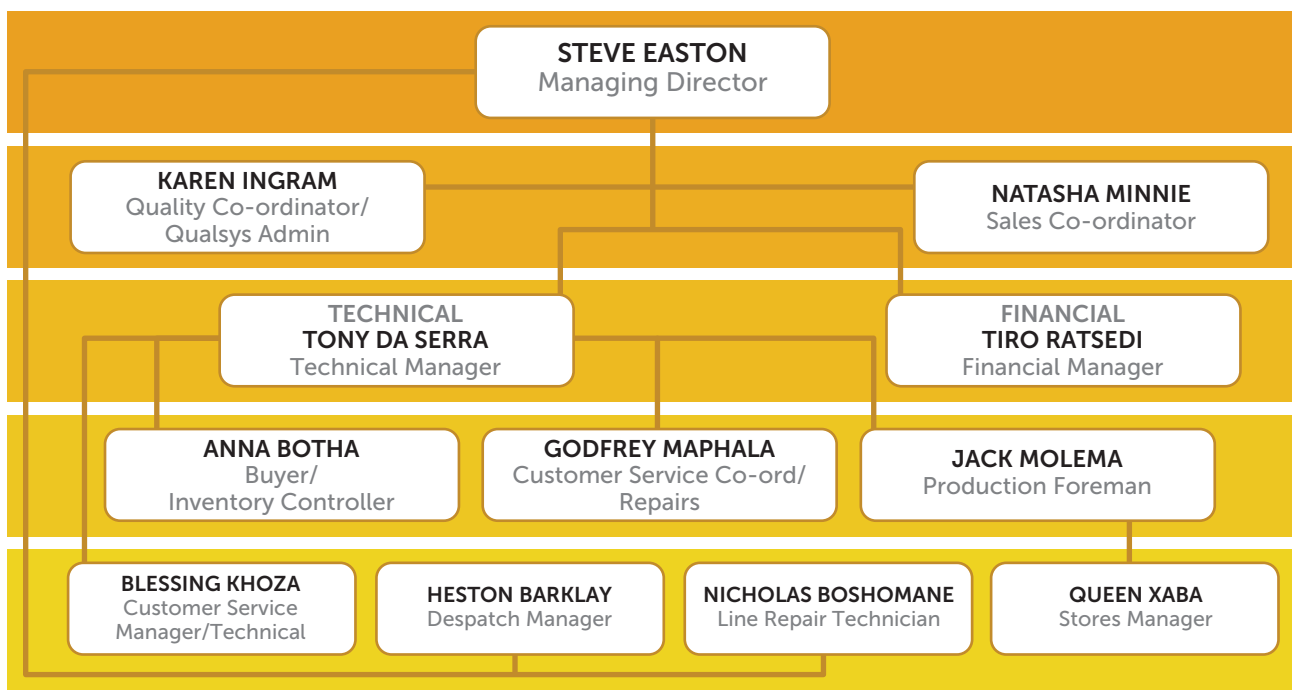 STEVE EASTON
Managing Director
KAREN INGRAM
Quality Co-ordinator/
Qualsys Admin
NATASHA MINNIE
Sales Co-ordinator
TECHNICAL
TONY DA SERRA
Technical Manager
FINANCIAL
TIRO RATSEDI
Financial Manager
ANNA BOTHA
Buyer/
Inventory Controller
GODFREY MAPHALA
Customer Service Co-ord/
Repairs
JACK MOLEMA
Production Foreman
BLESSING KHOZA
Customer Service
Manager/Technical
HESTON BARKLAY
Despatch Manager
NICHOLAS BOSHOMANE
Line Repair Technician
QUEEN XABA
Stores Manager